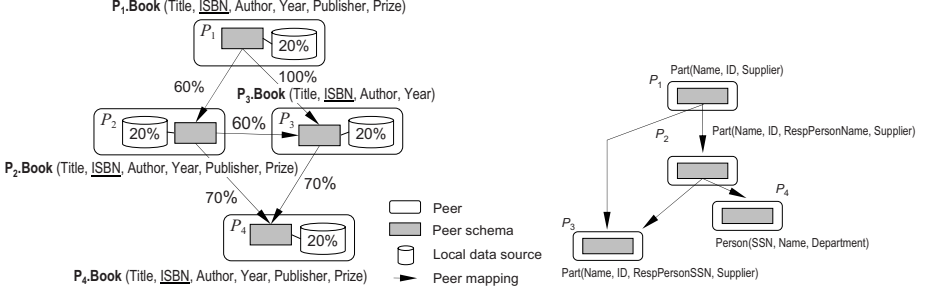 P1.Book (Title, ISBN, Author, Year, Publisher, Prize)
P1
20%
60%
100%
P3.Book (Title, ISBN, Author, Year)
P2
20%
60%
P3
20%
P2.Book (Title, ISBN, Author, Year, Publisher, Prize)
70%
70%
P4
20%
P4.Book (Title, ISBN, Author, Year, Publisher, Prize)
Peer
Peer schema
Local data source
Peer mapping
Part(Name, ID, Supplier)
P1
P2
Part(Name, ID, RespPersonName, Supplier)
P4
P3
Person(SSN, Name, Department)
Part(Name, ID, RespPersonSSN, Supplier)